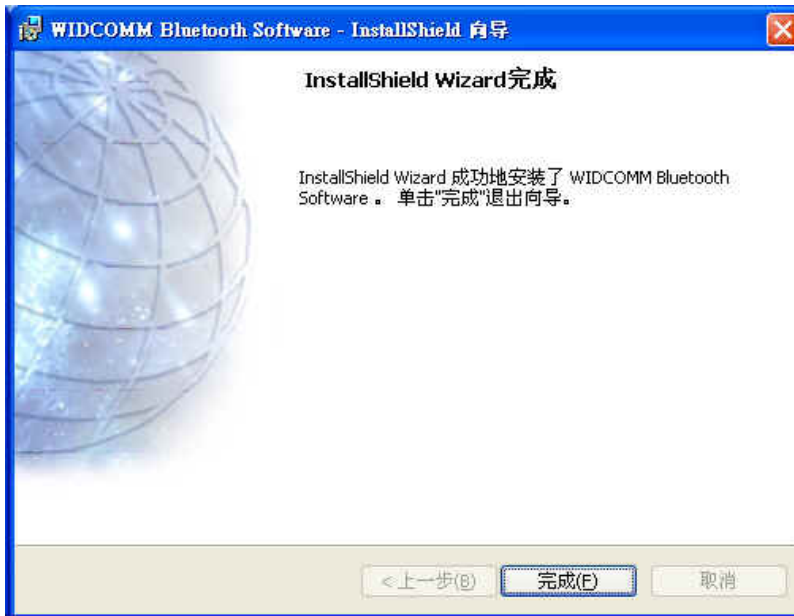 WIDCOMM Bluetooth Software - InstallShield 向导
InstallShield Wizard完成
InstallShield Wizard 成功地安装了 WIDCOMM Bluetooth
Software 。 单击"完成"退出向导。
<上一步(B)
完成(F)
取消